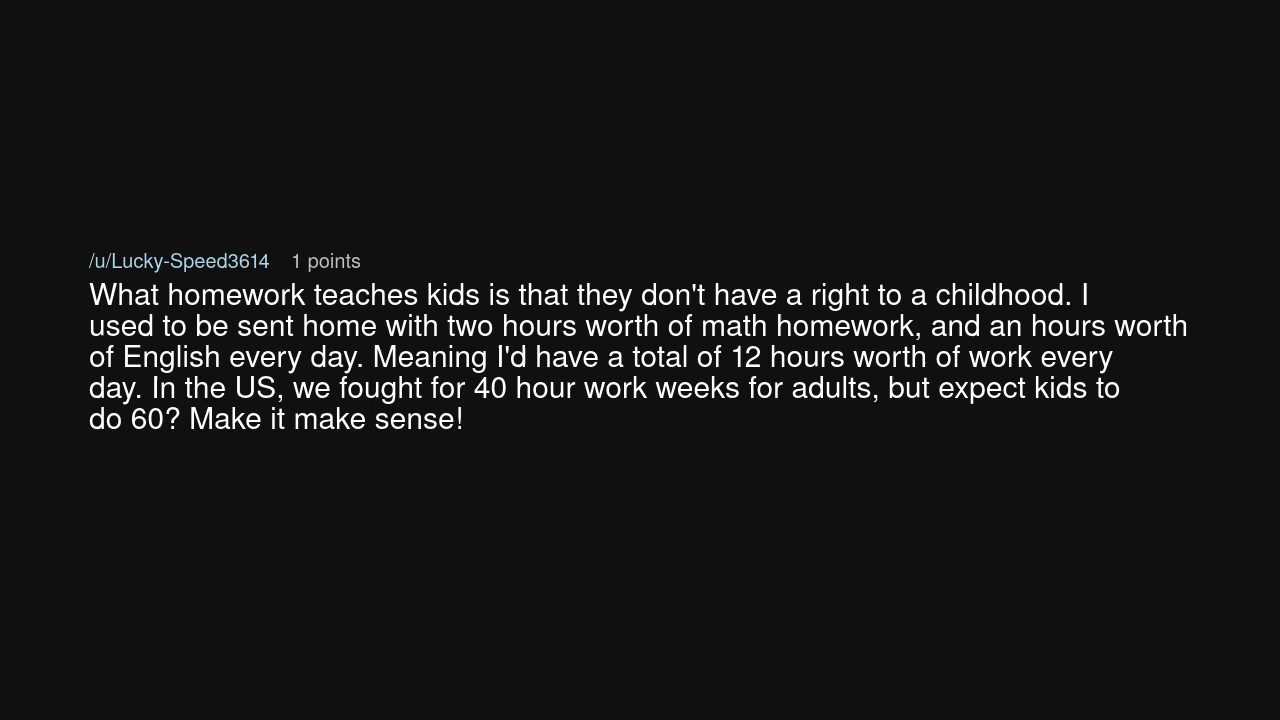 /u/Lucky-Speed3614 1 points
What homework teaches kids is that they don't have a right to a childhood. I
used to be sent home with two hours worth of math homework, and an hours worth
of English every day. Meaning I'd have a total of 12 hours worth of work every
day. In the US, we fought for 40 hour work weeks for adults, but expect kids to
do 60? Make it make sense!